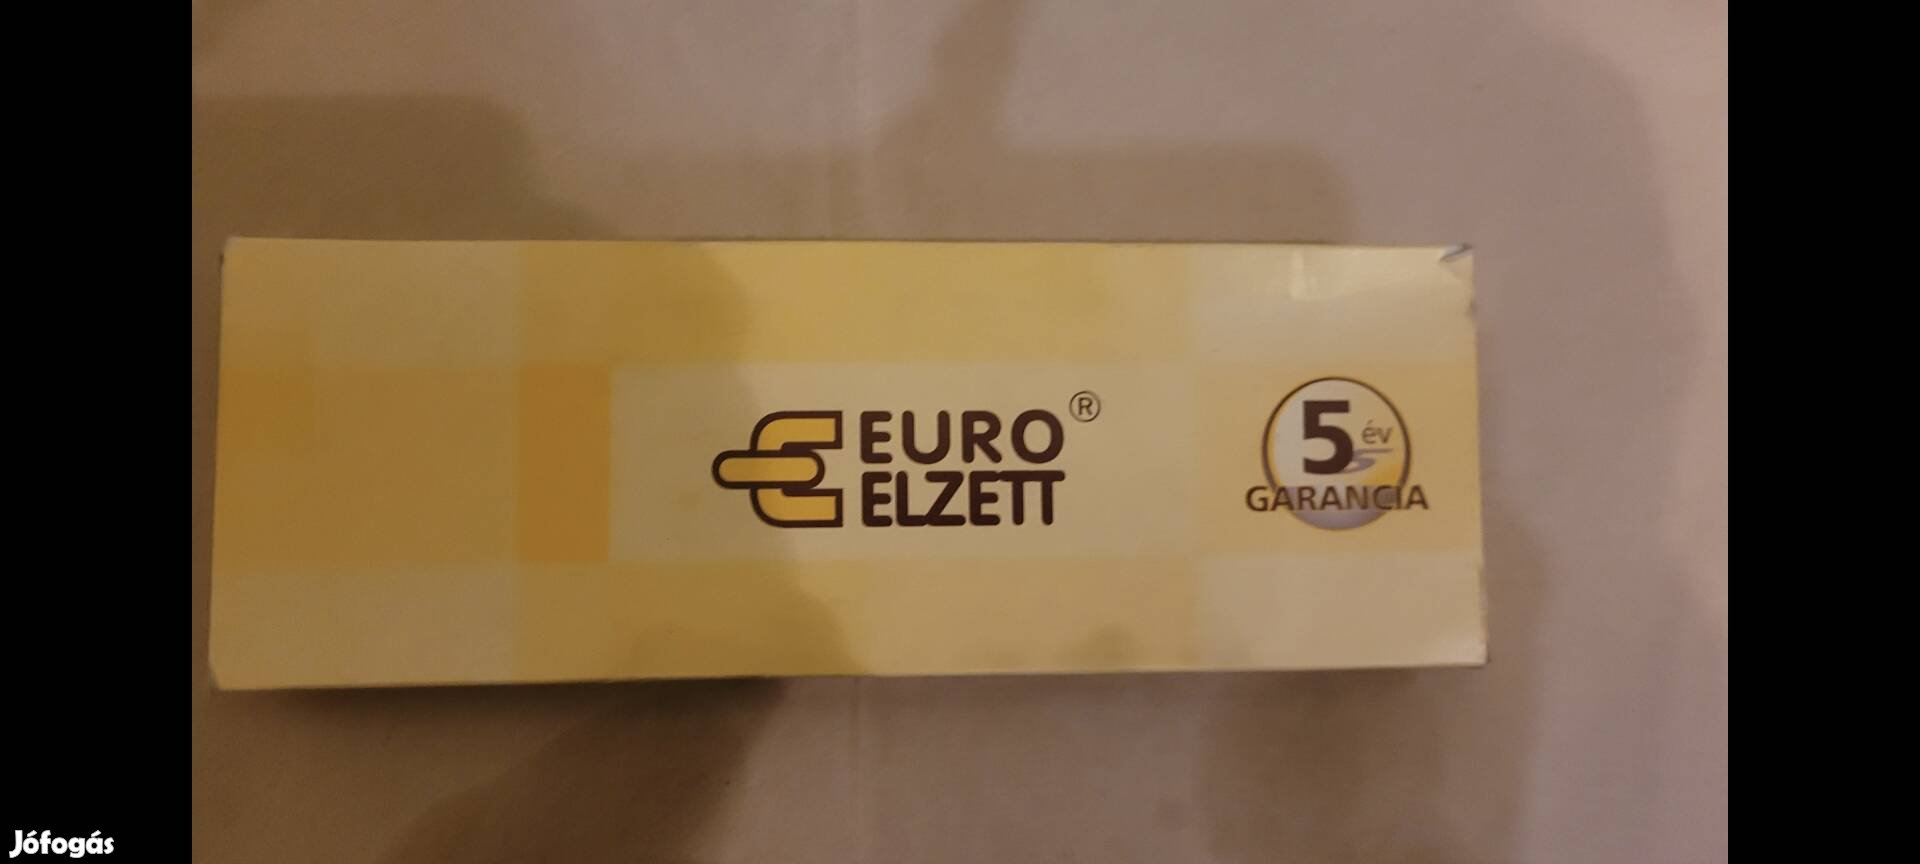 EURO ®
ELZETT
5 év
GARANCIA
Jófogás